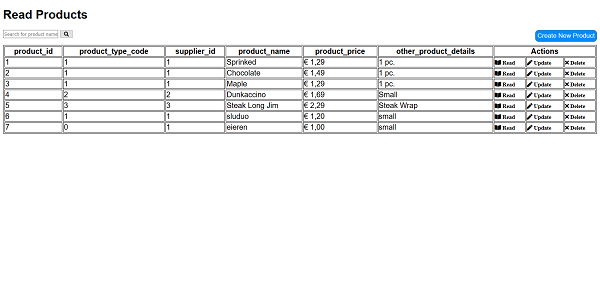 Read Products
Search for product name
Create New Product
product_id product_type_code supplier_id product_name product_price other_product_details Actions
1 1 1 Sprinked € 1,29 1 pc. Read Update Delete
2 1 1 Chocolate € 1,49 1 pc. Read Update Delete
3 1 1 Maple € 1,29 1 pc. Read Update Delete
4 2 2 Dunkaccino € 1,69 Small Read Update Delete
5 3 3 Steak Long Jim € 2,29 Steak Wrap Read Update Delete
6 1 1 sluduo € 1,20 small Read Update Delete
7 0 1 eieren € 1,00 small Read Update Delete